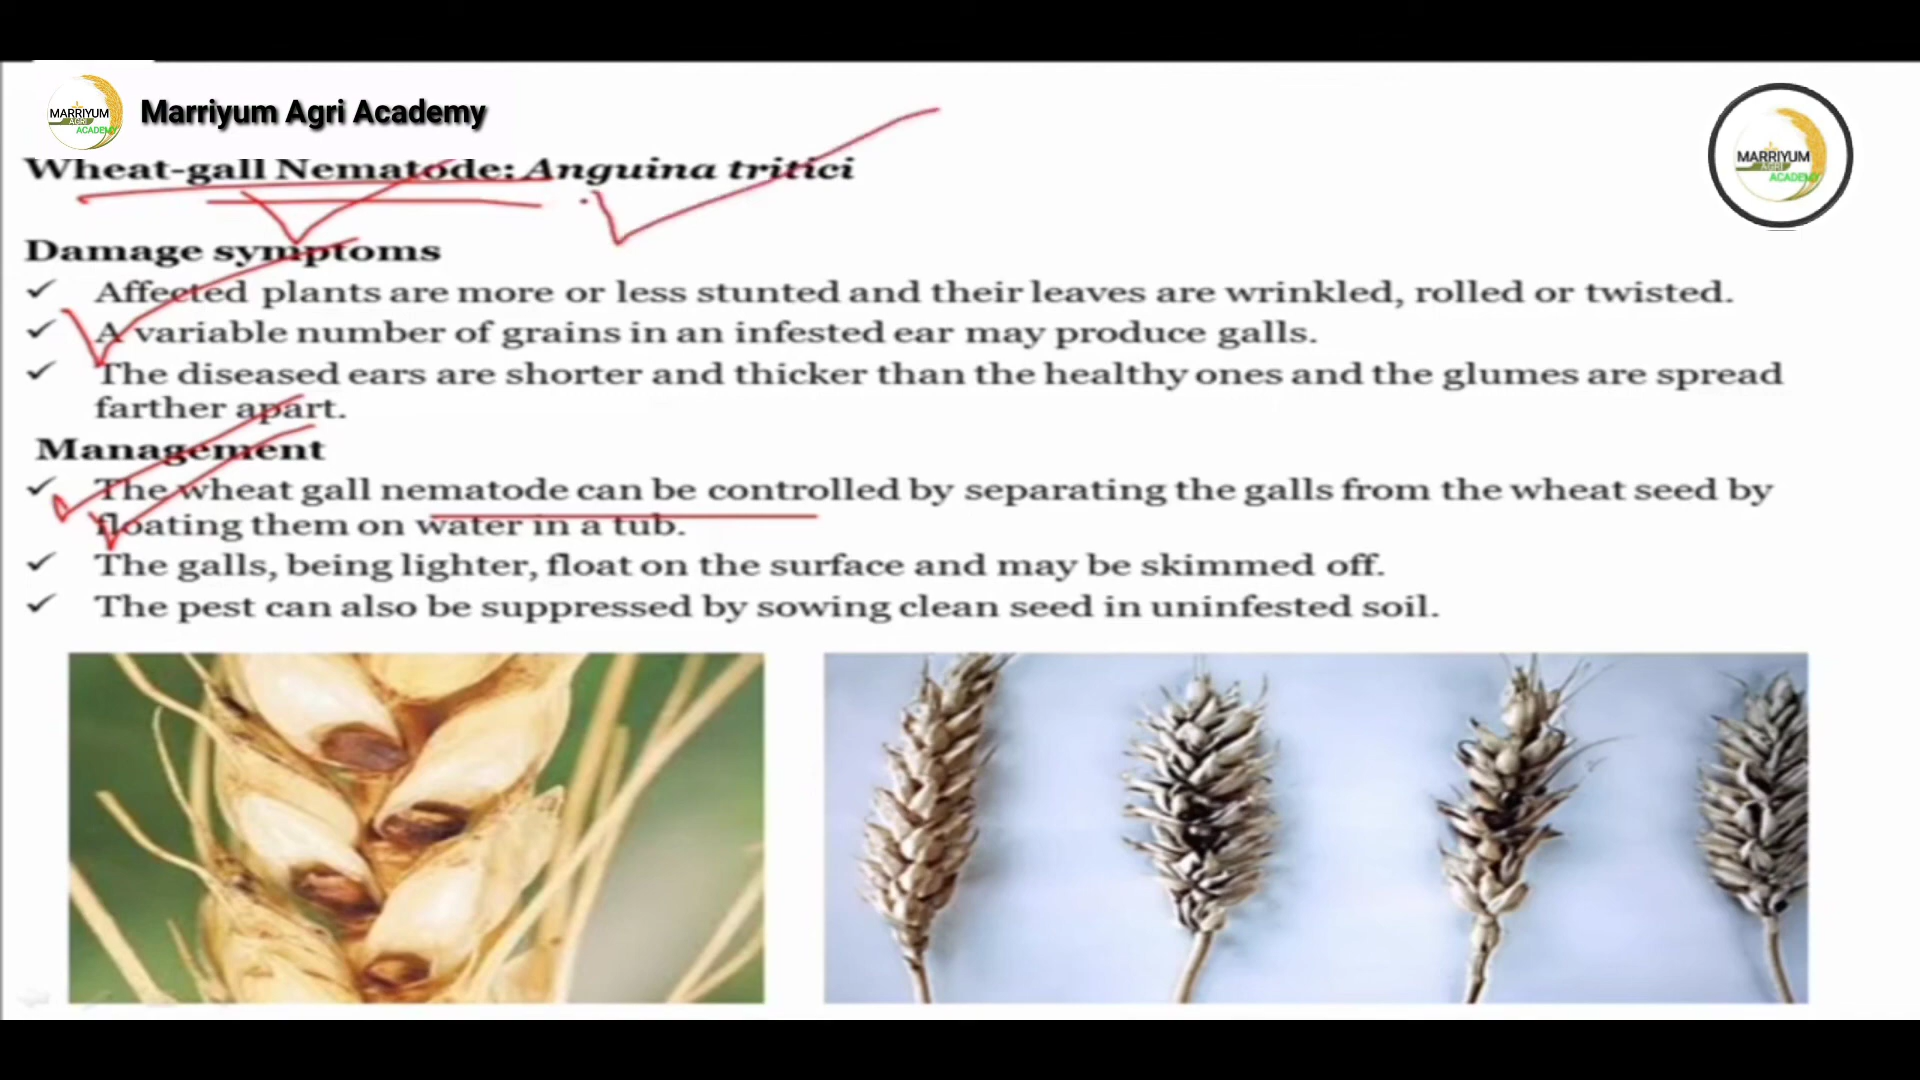 MARRIYUM
AGRI
ACADEMY
Marriyum Agri Academy
MARRIYUM
ACADEMY
Wheat-gall Nematode: Anguina tritici
Damage symptoms
✓ Affected plants are more or less stunted and their leaves are wrinkled, rolled or twisted.
✓ A variable number of grains in an infested ear may produce galls.
✓ The diseased ears are shorter and thicker than the healthy ones and the glumes are spread
farther apart.
Management
✓ The wheat gall nematode can be controlled by separating the galls from the wheat seed by
floating them on water in a tub.
✓ The galls, being lighter, float on the surface and may be skimmed off.
✓ The pest can also be suppressed by sowing clean seed in uninfested soil.